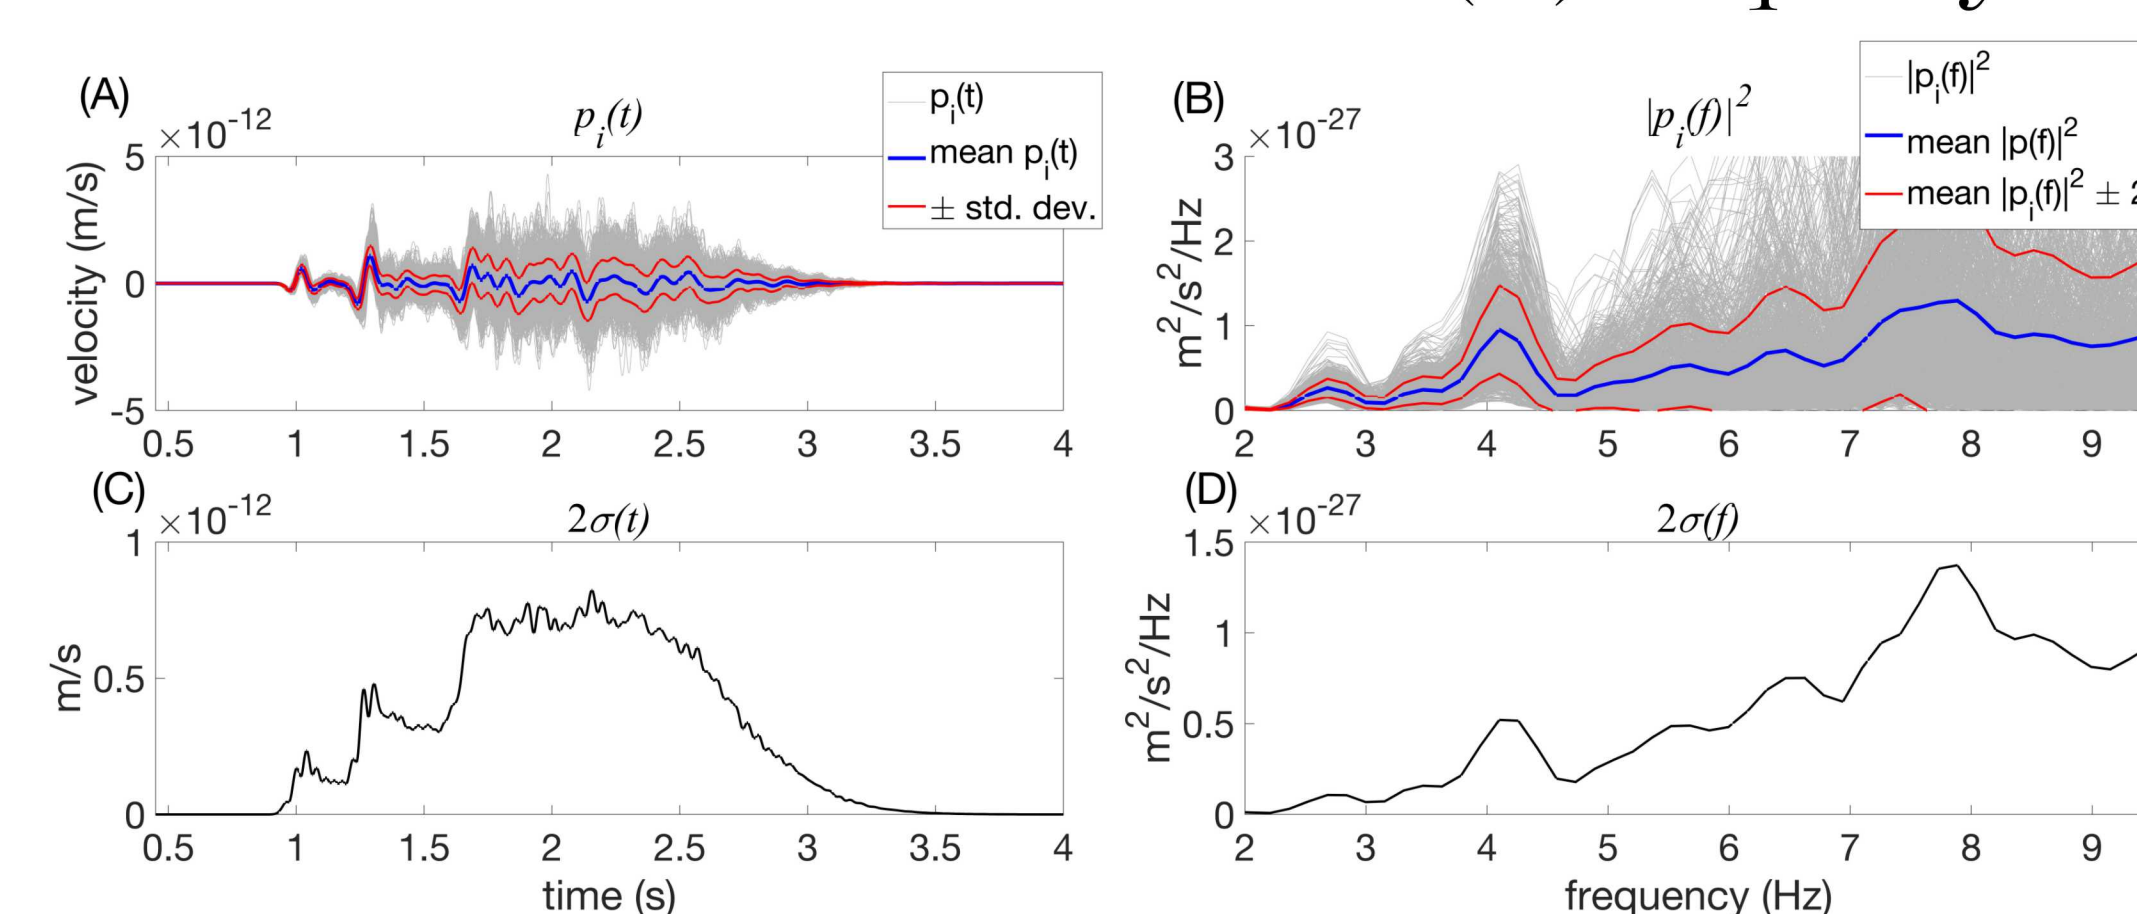 (A)
×10-12
p_i(t)
p_i(t)
mean p_i(t)
± std. dev.
velocity (m/s)
5
0
-5
0.5 1 1.5 2 2.5 3 3.5 4
(B)
×10-27
|p_i(f)|²
|p_i(f)|²
mean |p(f)|²
mean |p_i(f)|² ± 2
m²/s²/Hz
3
2
1
0
2 3 4 5 6 7 8 9
(C)
×10-12
2σ(t)
m/s
1
0.5
0
0.5 1 1.5 2 2.5 3 3.5 4
time (s)
(D)
×10-27
2σ(f)
m²/s²/Hz
1.5
1
0.5
0
2 3 4 5 6 7 8 9
frequency (Hz)